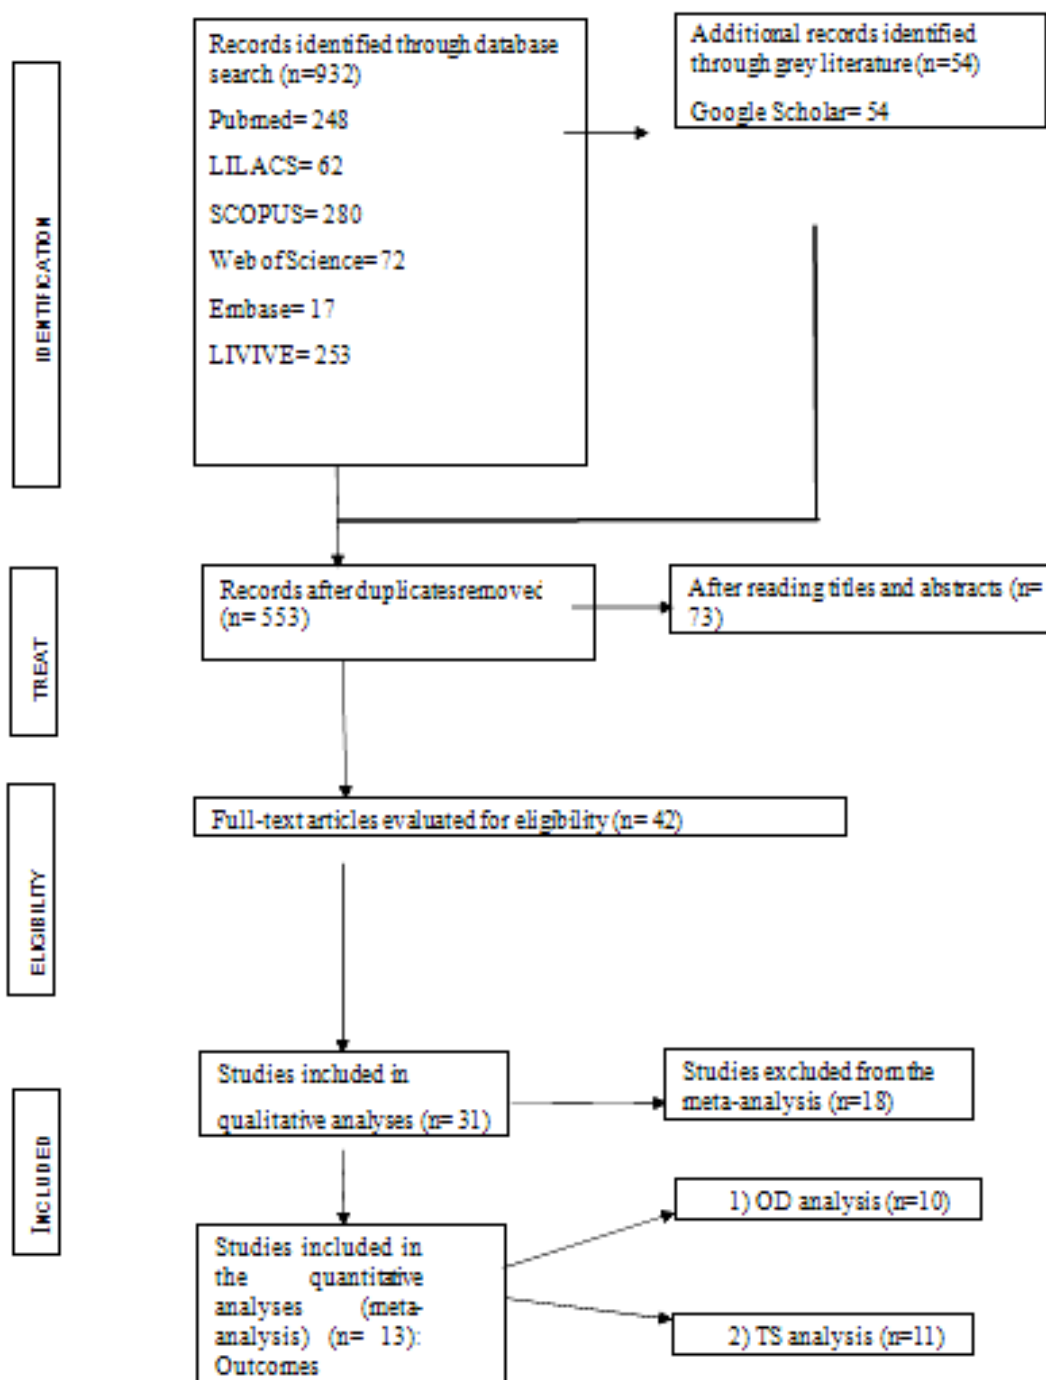 Records identified through database
search (n=932)
Pubmed= 248
LILACS= 62
SCOPUS= 280
Web of Science= 72
Embase= 17
LIVIVE= 253
Additional records identified
through grey literature (n=54)
Google Scholar= 54
IDENTIFICATION
Records after duplicates removed
(n= 553)
After reading titles and abstracts (n=
73)
TREAT
Full-text articles evaluated for eligibility (n= 42)
ELIGIBILITY
Studies included in
qualitative analyses (n= 31)
Studies excluded from the
meta-analysis (n=18)
INCLUDED
Studies included in
the quantitative
analyses (meta-
analysis) (n= 13):
Outcomes
1) OD analysis (n=10)
2) TS analysis (n=11)